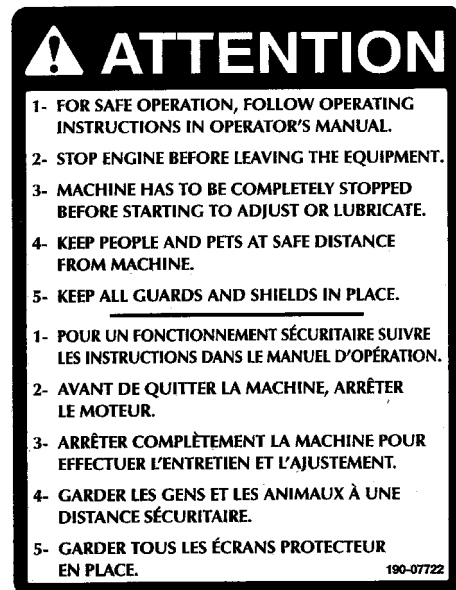 ATTENTION
1- FOR SAFE OPERATION, FOLLOW OPERATING
INSTRUCTIONS IN OPERATOR'S MANUAL.
2- STOP ENGINE BEFORE LEAVING THE EQUIPMENT.
3- MACHINE HAS TO BE COMPLETELY STOPPED
BEFORE STARTING TO ADJUST OR LUBRICATE.
4- KEEP PEOPLE AND PETS AT SAFE DISTANCE
FROM MACHINE.
5- KEEP ALL GUARDS AND SHIELDS IN PLACE.
1- POUR UN FONCTIONNEMENT SÉCURITAIRE SUIVRE
LES INSTRUCTIONS DANS LE MANUEL D'OPÉRATION.
2- AVANT DE QUITTER LA MACHINE, ARRÊTER
LE MOTEUR.
3- ARRÊTER COMPLÈTEMENT LA MACHINE POUR
EFFECTUER L'ENTRETIEN ET L'AJUSTEMENT.
4- GARDER LES GENS ET LES ANIMAUX À UNE
DISTANCE SÉCURITAIRE.
5- GARDER TOUS LES ÉCRANS PROTECTEUR
EN PLACE.
190-07722